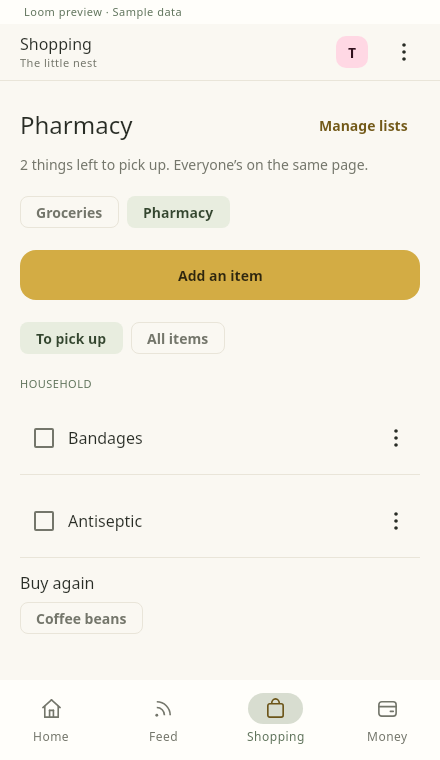 Loom preview · Sample data
Shopping
The little nest
T
Pharmacy
Manage lists
2 things left to pick up. Everyone’s on the same page.
Groceries
Pharmacy
Add an item
To pick up
All items
HOUSEHOLD
Bandages
Antiseptic
Buy again
Coffee beans
Home
Feed
Shopping
Money